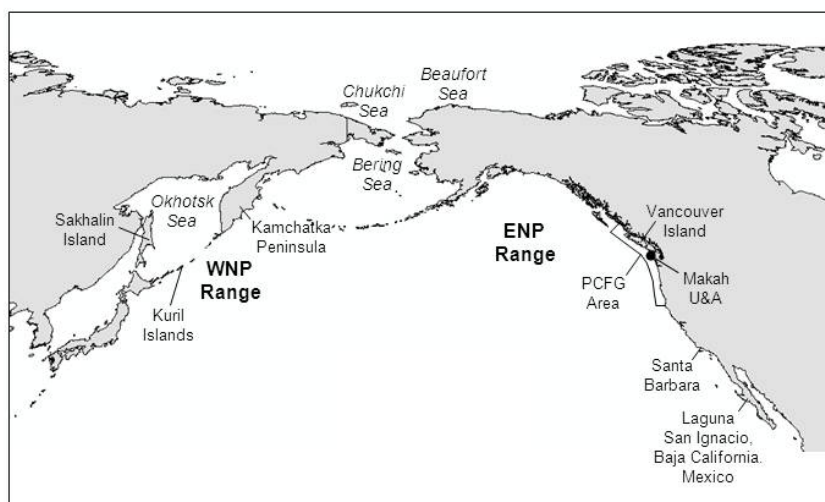 Chukchi
Sea
Beaufort
Sea
Bering
Sea
Okhotsk
Sea
Sakhalin
Island
Kamchatka
Peninsula
WNP
Range
Kuril
Islands
ENP
Range
Vancouver
Island
PCFG
Area
Makah
U&A
Santa
Barbara
Laguna
San Ignacio,
Baja California.
Mexico